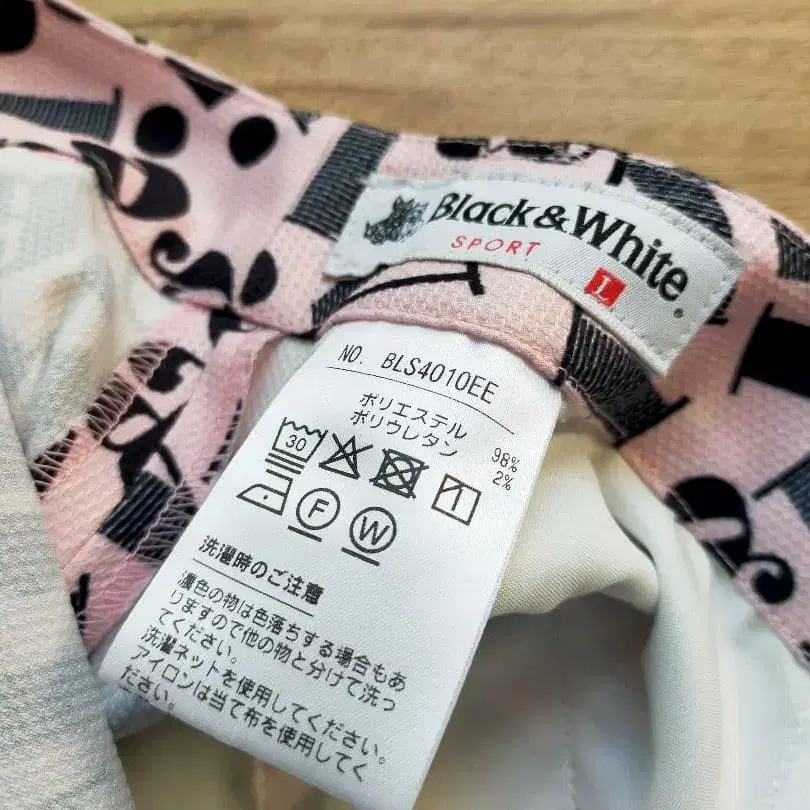 Black&White
SPORT
L
NO. BLS4010EE
ポリエステル 98%
ポリウレタン 2%
30
F W
洗濯時のご注意
濃色の物は色落ちする場合もあ
りますので他の物と分けて洗っ
てください。
洗濯ネットを使用してください。
アイロンは当て布を使用してく
ださい。